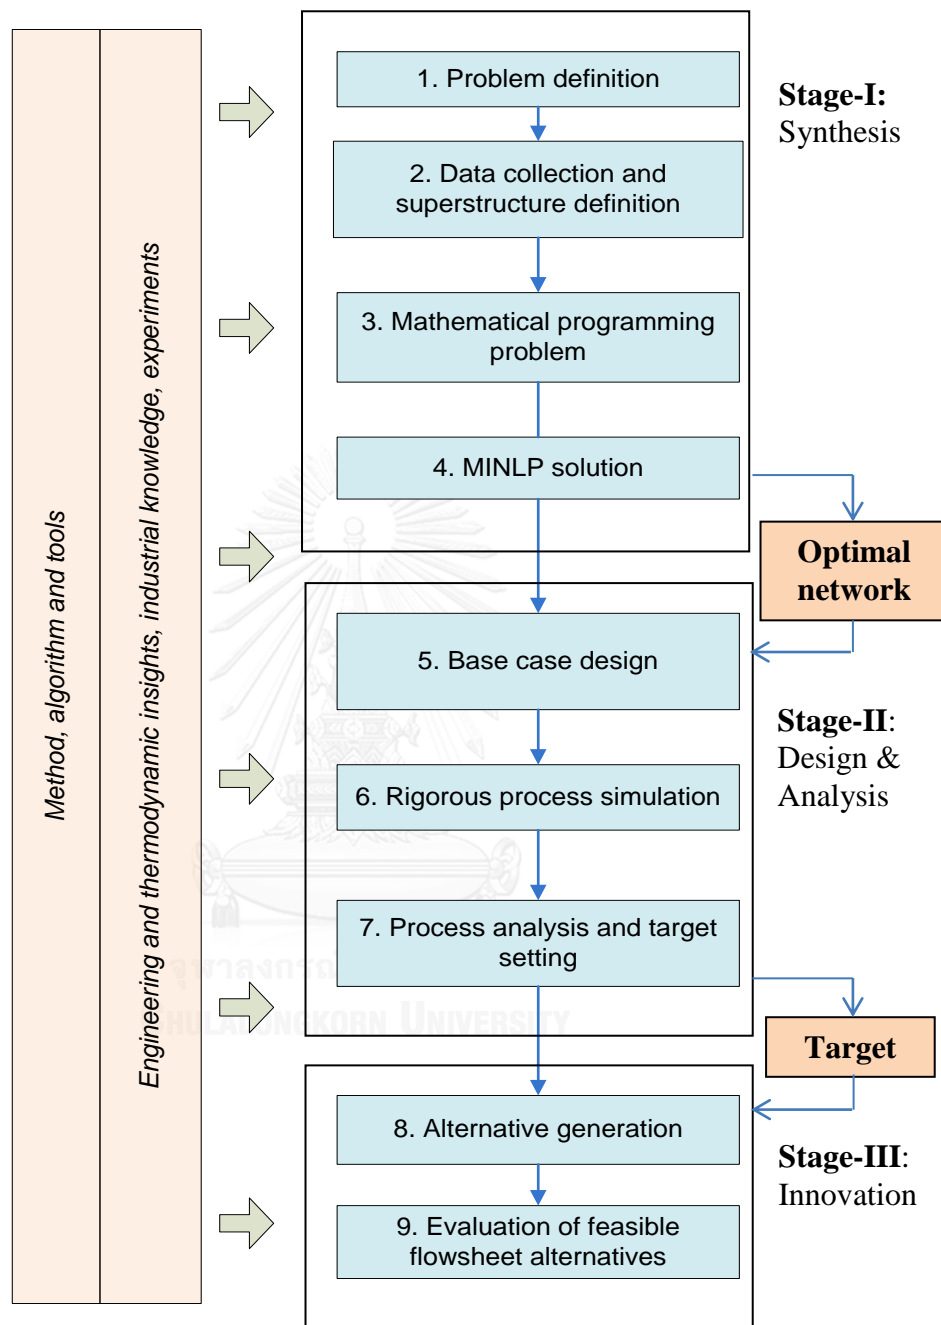 Method, algorithm and tools
Engineering and thermodynamic insights, industrial knowledge, experiments
1. Problem definition
2. Data collection and
superstructure definition
3. Mathematical programming
problem
4. MINLP solution
Stage-I:
Synthesis
Optimal
network
5. Base case design
6. Rigorous process simulation
7. Process analysis and target
setting
Stage-II:
Design &
Analysis
Target
8. Alternative generation
9. Evaluation of feasible
flowsheet alternatives
Stage-III:
Innovation
UNIVERSITY